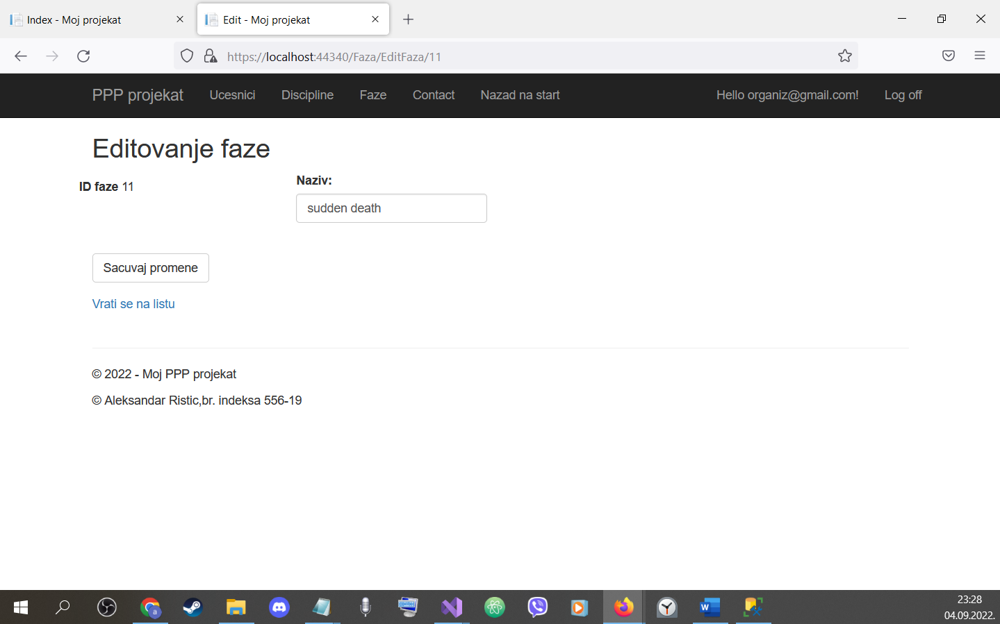 Index - Moj projekat
Edit - Moj projekat
https://localhost:44340/Faza/EditFaza/11
PPP projekat Ucesnici Discipline Faze Contact Nazad na start Hello organiz@gmail.com! Log off
Editovanje faze
ID faze 11
Naziv:
sudden death
Sacuvaj promene
Vrati se na listu
© 2022 - Moj PPP projekat
© Aleksandar Ristic,br. indeksa 556-19
23:28
04.09.2022.